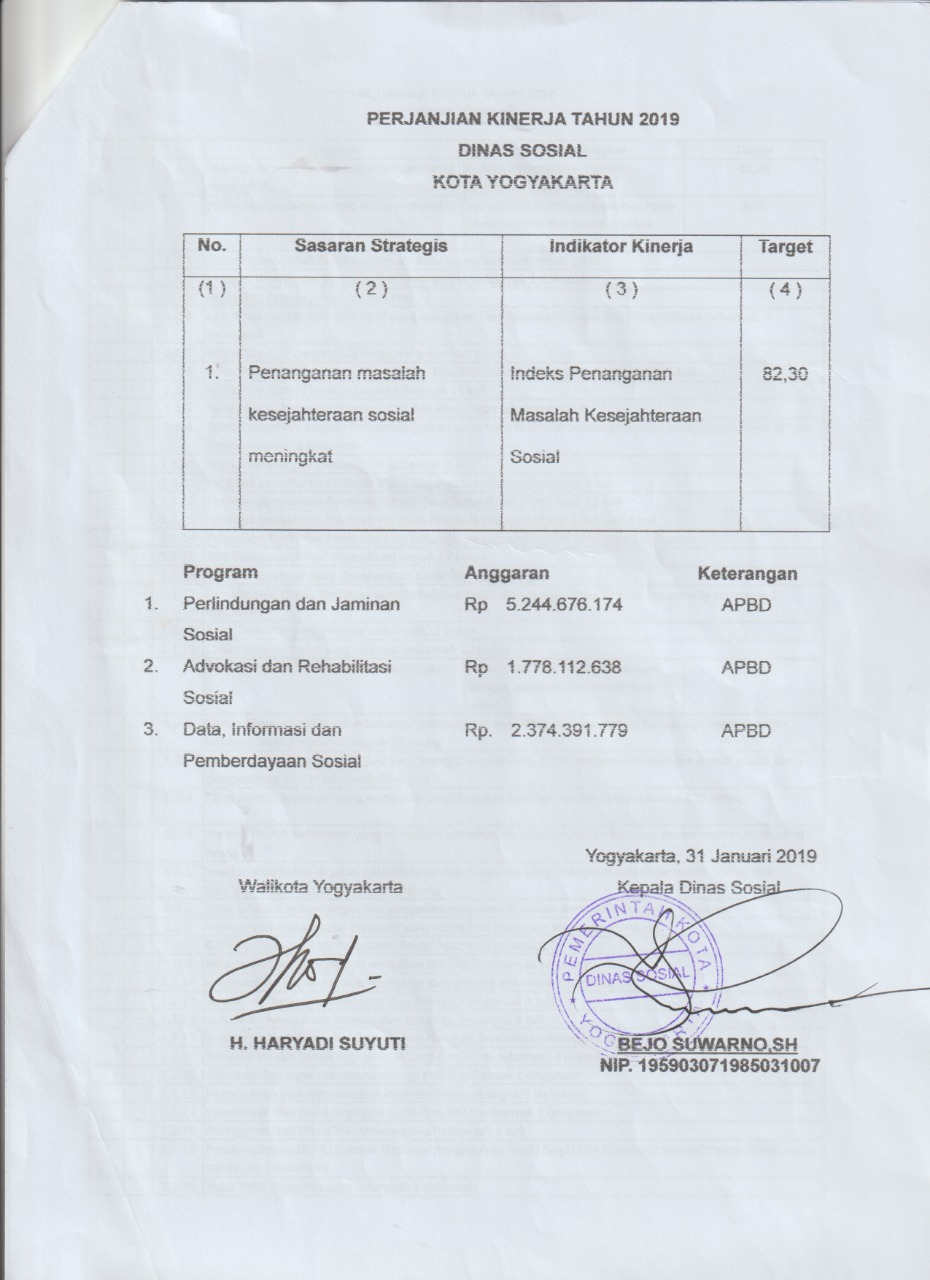 PERJANJIAN KINERJA TAHUN 2019
DINAS SOSIAL
KOTA YOGYAKARTA
No. Sasaran Strategis Indikator Kinerja Target
(1 ) ( 2 ) ( 3 ) ( 4 )
1. Penanganan masalah Indeks Penanganan 82,30
kesejahteraan sosial Masalah Kesejahteraan
meningkat Sosial
Program Anggaran Keterangan
1. Perlindungan dan Jaminan Rp 5.244.676.174 APBD
Sosial
2. Advokasi dan Rehabilitasi Rp 1.778.112.638 APBD
Sosial
3. Data, Informasi dan Rp. 2.374.391.779 APBD
Pemberdayaan Sosial
Yogyakarta, 31 Januari 2019
Walikota Yogyakarta Kepala Dinas Sosial
PEMERINTAH KOTA
DINAS SOSIAL
H. HARYADI SUYUTI BEJO SUWARNO,SH
NIP. 195903071985031007